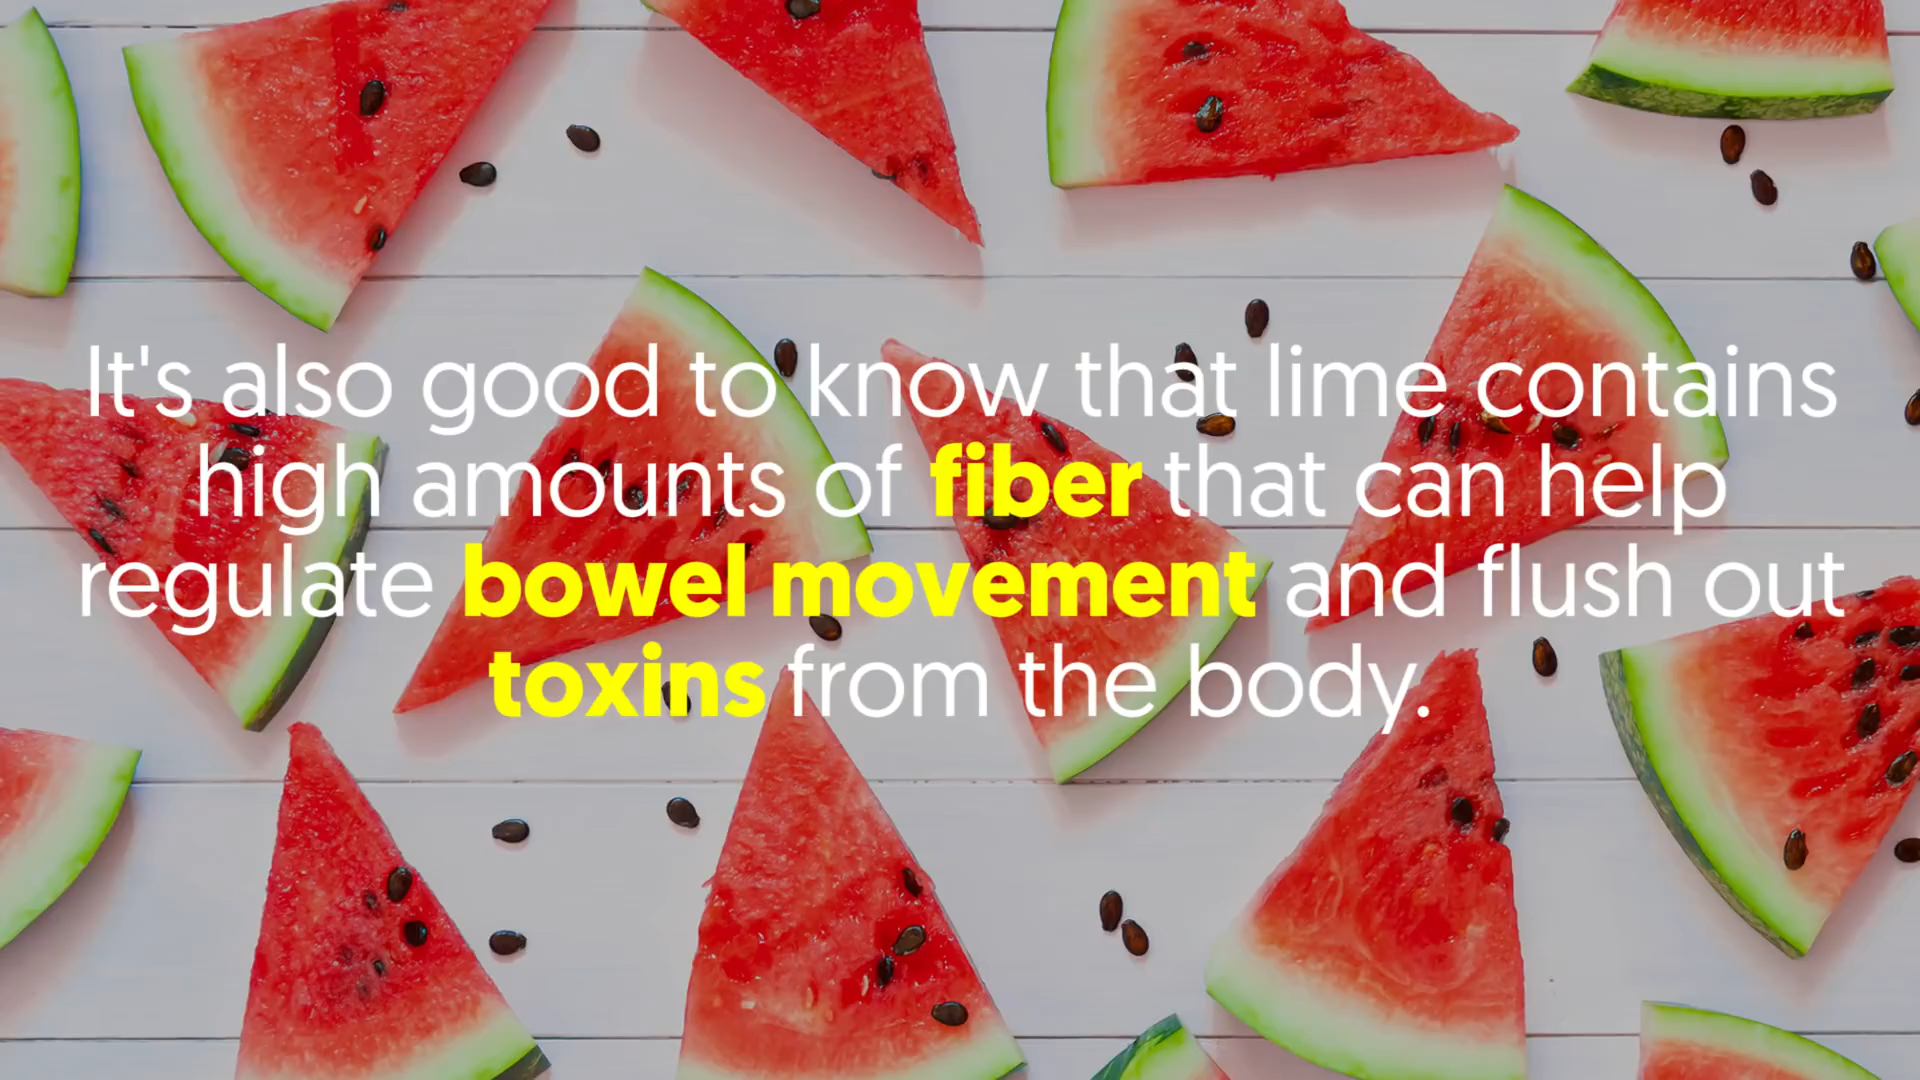 It's also good to know that lime contains
high amounts of fiber that can help
regulate bowel movement and flush out
toxins from the body.